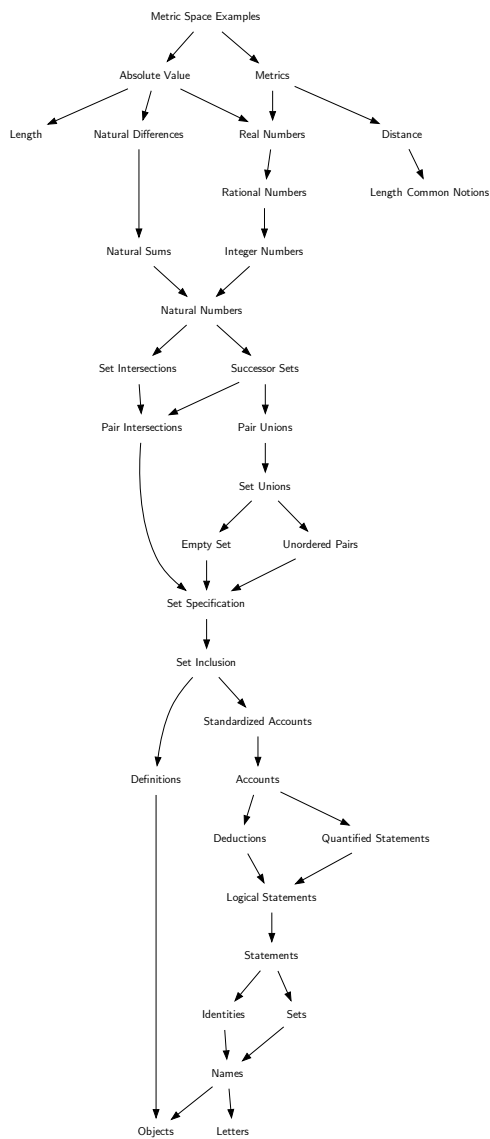 Metric Space Examples
Absolute Value
Metrics
Length
Natural Differences
Real Numbers
Distance
Rational Numbers
Length Common Notions
Natural Sums
Integer Numbers
Natural Numbers
Set Intersections
Successor Sets
Pair Intersections
Pair Unions
Set Unions
Empty Set
Unordered Pairs
Set Specification
Set Inclusion
Standardized Accounts
Definitions
Accounts
Deductions
Quantified Statements
Logical Statements
Statements
Identities
Sets
Names
Objects
Letters